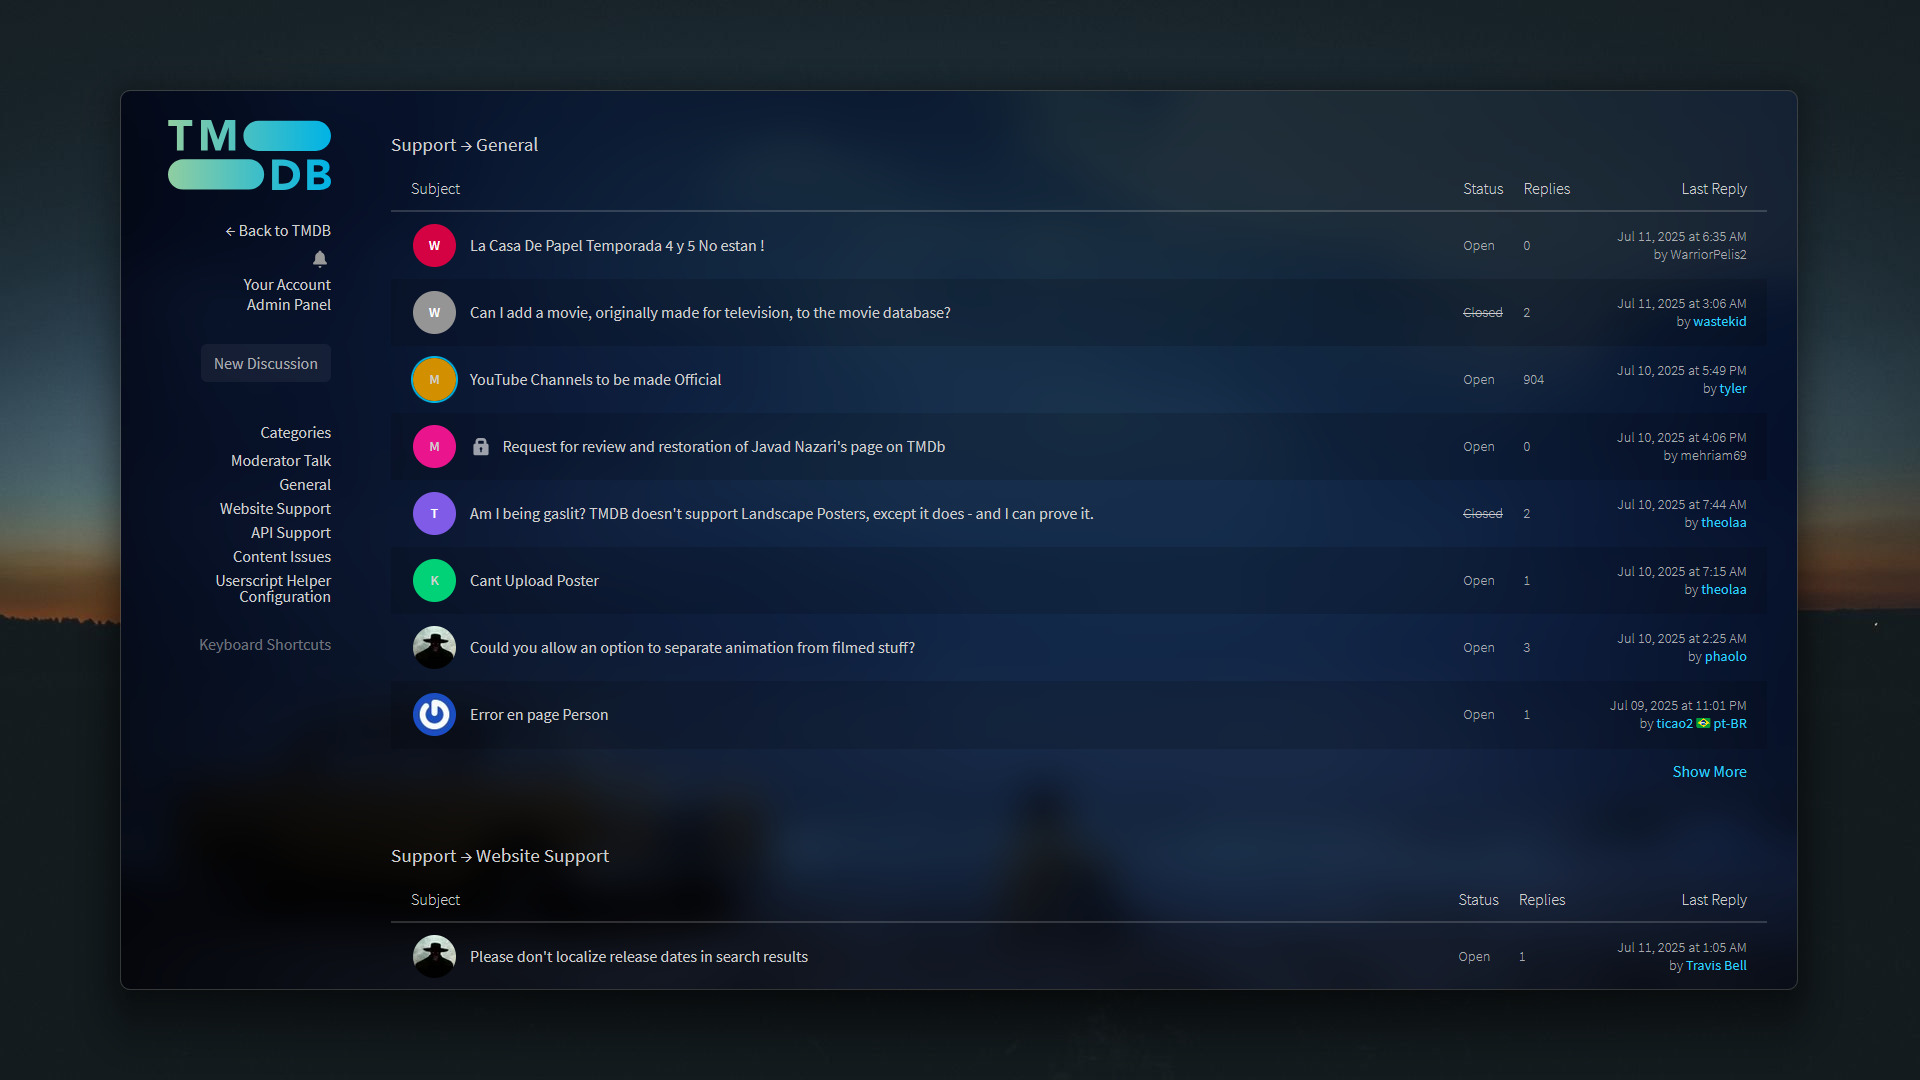 TM
DB
← Back to TMDB
Your Account
Admin Panel
New Discussion
Categories
Moderator Talk
General
Website Support
API Support
Content Issues
Userscript Helper
Configuration
Keyboard Shortcuts
Support → General
Subject Status Replies Last Reply
W La Casa De Papel Temporada 4 y 5 No estan ! Open 0 Jul 11, 2025 at 6:35 AM
by WarriorPelis2
W Can I add a movie, originally made for television, to the movie database? Closed 2 Jul 11, 2025 at 3:06 AM
by wastekid
M YouTube Channels to be made Official Open 904 Jul 10, 2025 at 5:49 PM
by tyler
M Request for review and restoration of Javad Nazari's page on TMDb Open 0 Jul 10, 2025 at 4:06 PM
by mehriam69
T Am I being gaslit? TMDB doesn't support Landscape Posters, except it does - and I can prove it. Closed 2 Jul 10, 2025 at 7:44 AM
by theolaa
K Cant Upload Poster Open 1 Jul 10, 2025 at 7:15 AM
by theolaa
Could you allow an option to separate animation from filmed stuff? Open 3 Jul 10, 2025 at 2:25 AM
by phaolo
Error en page Person Open 1 Jul 09, 2025 at 11:01 PM
by ticao2 🇧🇷 pt-BR
Show More
Support → Website Support
Subject Status Replies Last Reply
Please don't localize release dates in search results Open 1 Jul 11, 2025 at 1:05 AM
by Travis Bell